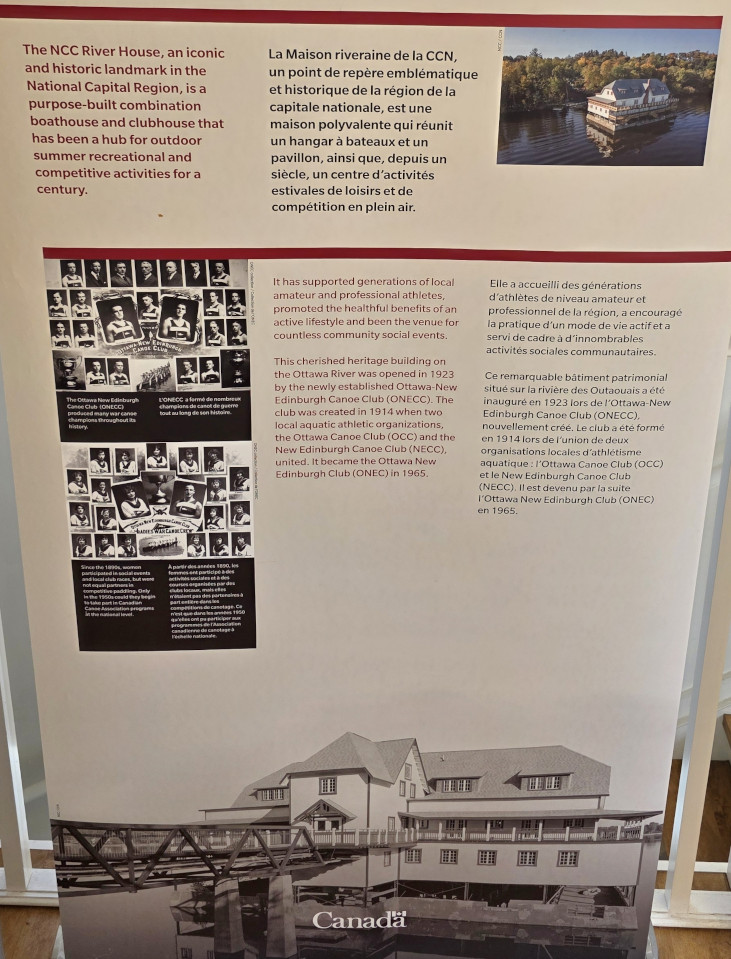 The NCC River House, an iconic
and historic landmark in the
National Capital Region, is a
purpose-built combination
boathouse and clubhouse that
has been a hub for outdoor
summer recreational and
competitive activities for a
century.
La Maison riveraine de la CCN,
un point de repère emblématique
et historique de la région de la
capitale nationale, est une
maison polyvalente qui réunit
un hangar à bateaux et un
pavillon, ainsi que, depuis un
siècle, un centre d'activités
estivales de loisirs et de
compétition en plein air.
NCC / CCN
OTTAWA-NEW EDINBURGH
CANOE CLUB
The Ottawa New Edinburgh
Canoe Club (ONECC)
produced many war canoe
champions throughout its
history.
L'ONECC a formé de nombreux
champions de canot de guerre
tout au long de son histoire.
OTTAWA NEW EDINBURGH CANOE CLUB
LADIES WAR CANOE CREW
Since the 1890s, women
participated in social events
and local club races, but were
not equal partners in
competitive paddling. Only
in the 1950s could they begin
to take part in Canadian
Canoe Association programs
at the national level.
À partir des années 1890, les
femmes ont participé à des
activités sociales et à des
courses organisées par des
clubs locaux, mais elles
n'étaient pas des partenaires à
part entière dans les
compétitions de canotage. Ce
n'est que dans les années 1950
qu'elles ont pu participer aux
programmes de l'Association
canadienne de canotage à
l'échelle nationale.
It has supported generations of local
amateur and professional athletes,
promoted the healthful benefits of an
active lifestyle and been the venue for
countless community social events.
This cherished heritage building on
the Ottawa River was opened in 1923
by the newly established Ottawa-New
Edinburgh Canoe Club (ONECC). The
club was created in 1914 when two
local aquatic athletic organizations,
the Ottawa Canoe Club (OCC) and the
New Edinburgh Canoe Club (NECC),
united. It became the Ottawa New
Edinburgh Club (ONEC) in 1965.
Elle a accueilli des générations
d'athlètes de niveau amateur et
professionnel de la région, a encouragé
la pratique d'un mode de vie actif et a
servi de cadre à d'innombrables
activités sociales communautaires.
Ce remarquable bâtiment patrimonial
situé sur la rivière des Outaouais a été
inauguré en 1923 lors de l'Ottawa-New
Edinburgh Canoe Club (ONECC),
nouvellement créé. Le club a été formé
en 1914 lors de l'union de deux
organisations locales d'athlétisme
aquatique : l'Ottawa Canoe Club (OCC)
et le New Edinburgh Canoe Club
(NECC). Il est devenu par la suite
l'Ottawa New Edinburgh Club (ONEC)
en 1965.
Canada